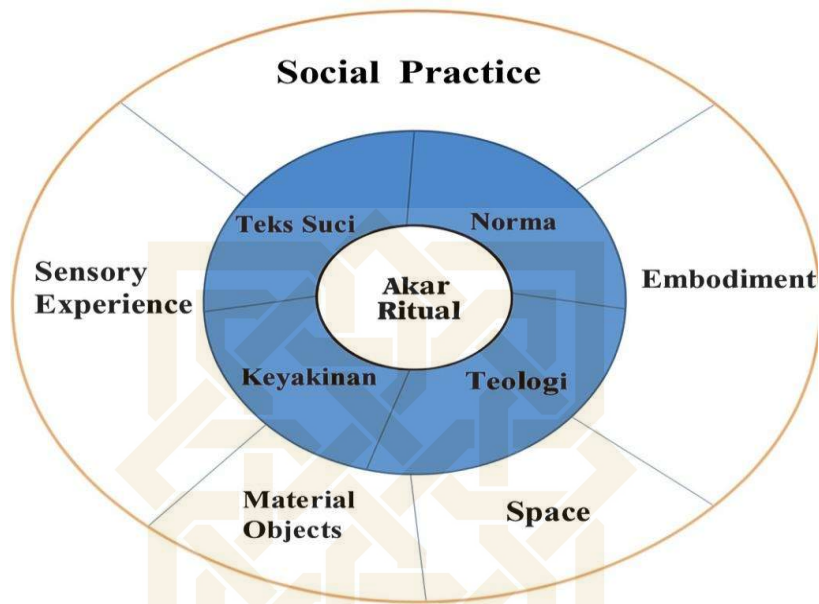 Social Practice
Teks Suci
Norma
Sensory
Experience
Akar
Ritual
Embodiment
Keyakinan
Teologi
Material
Objects
Space